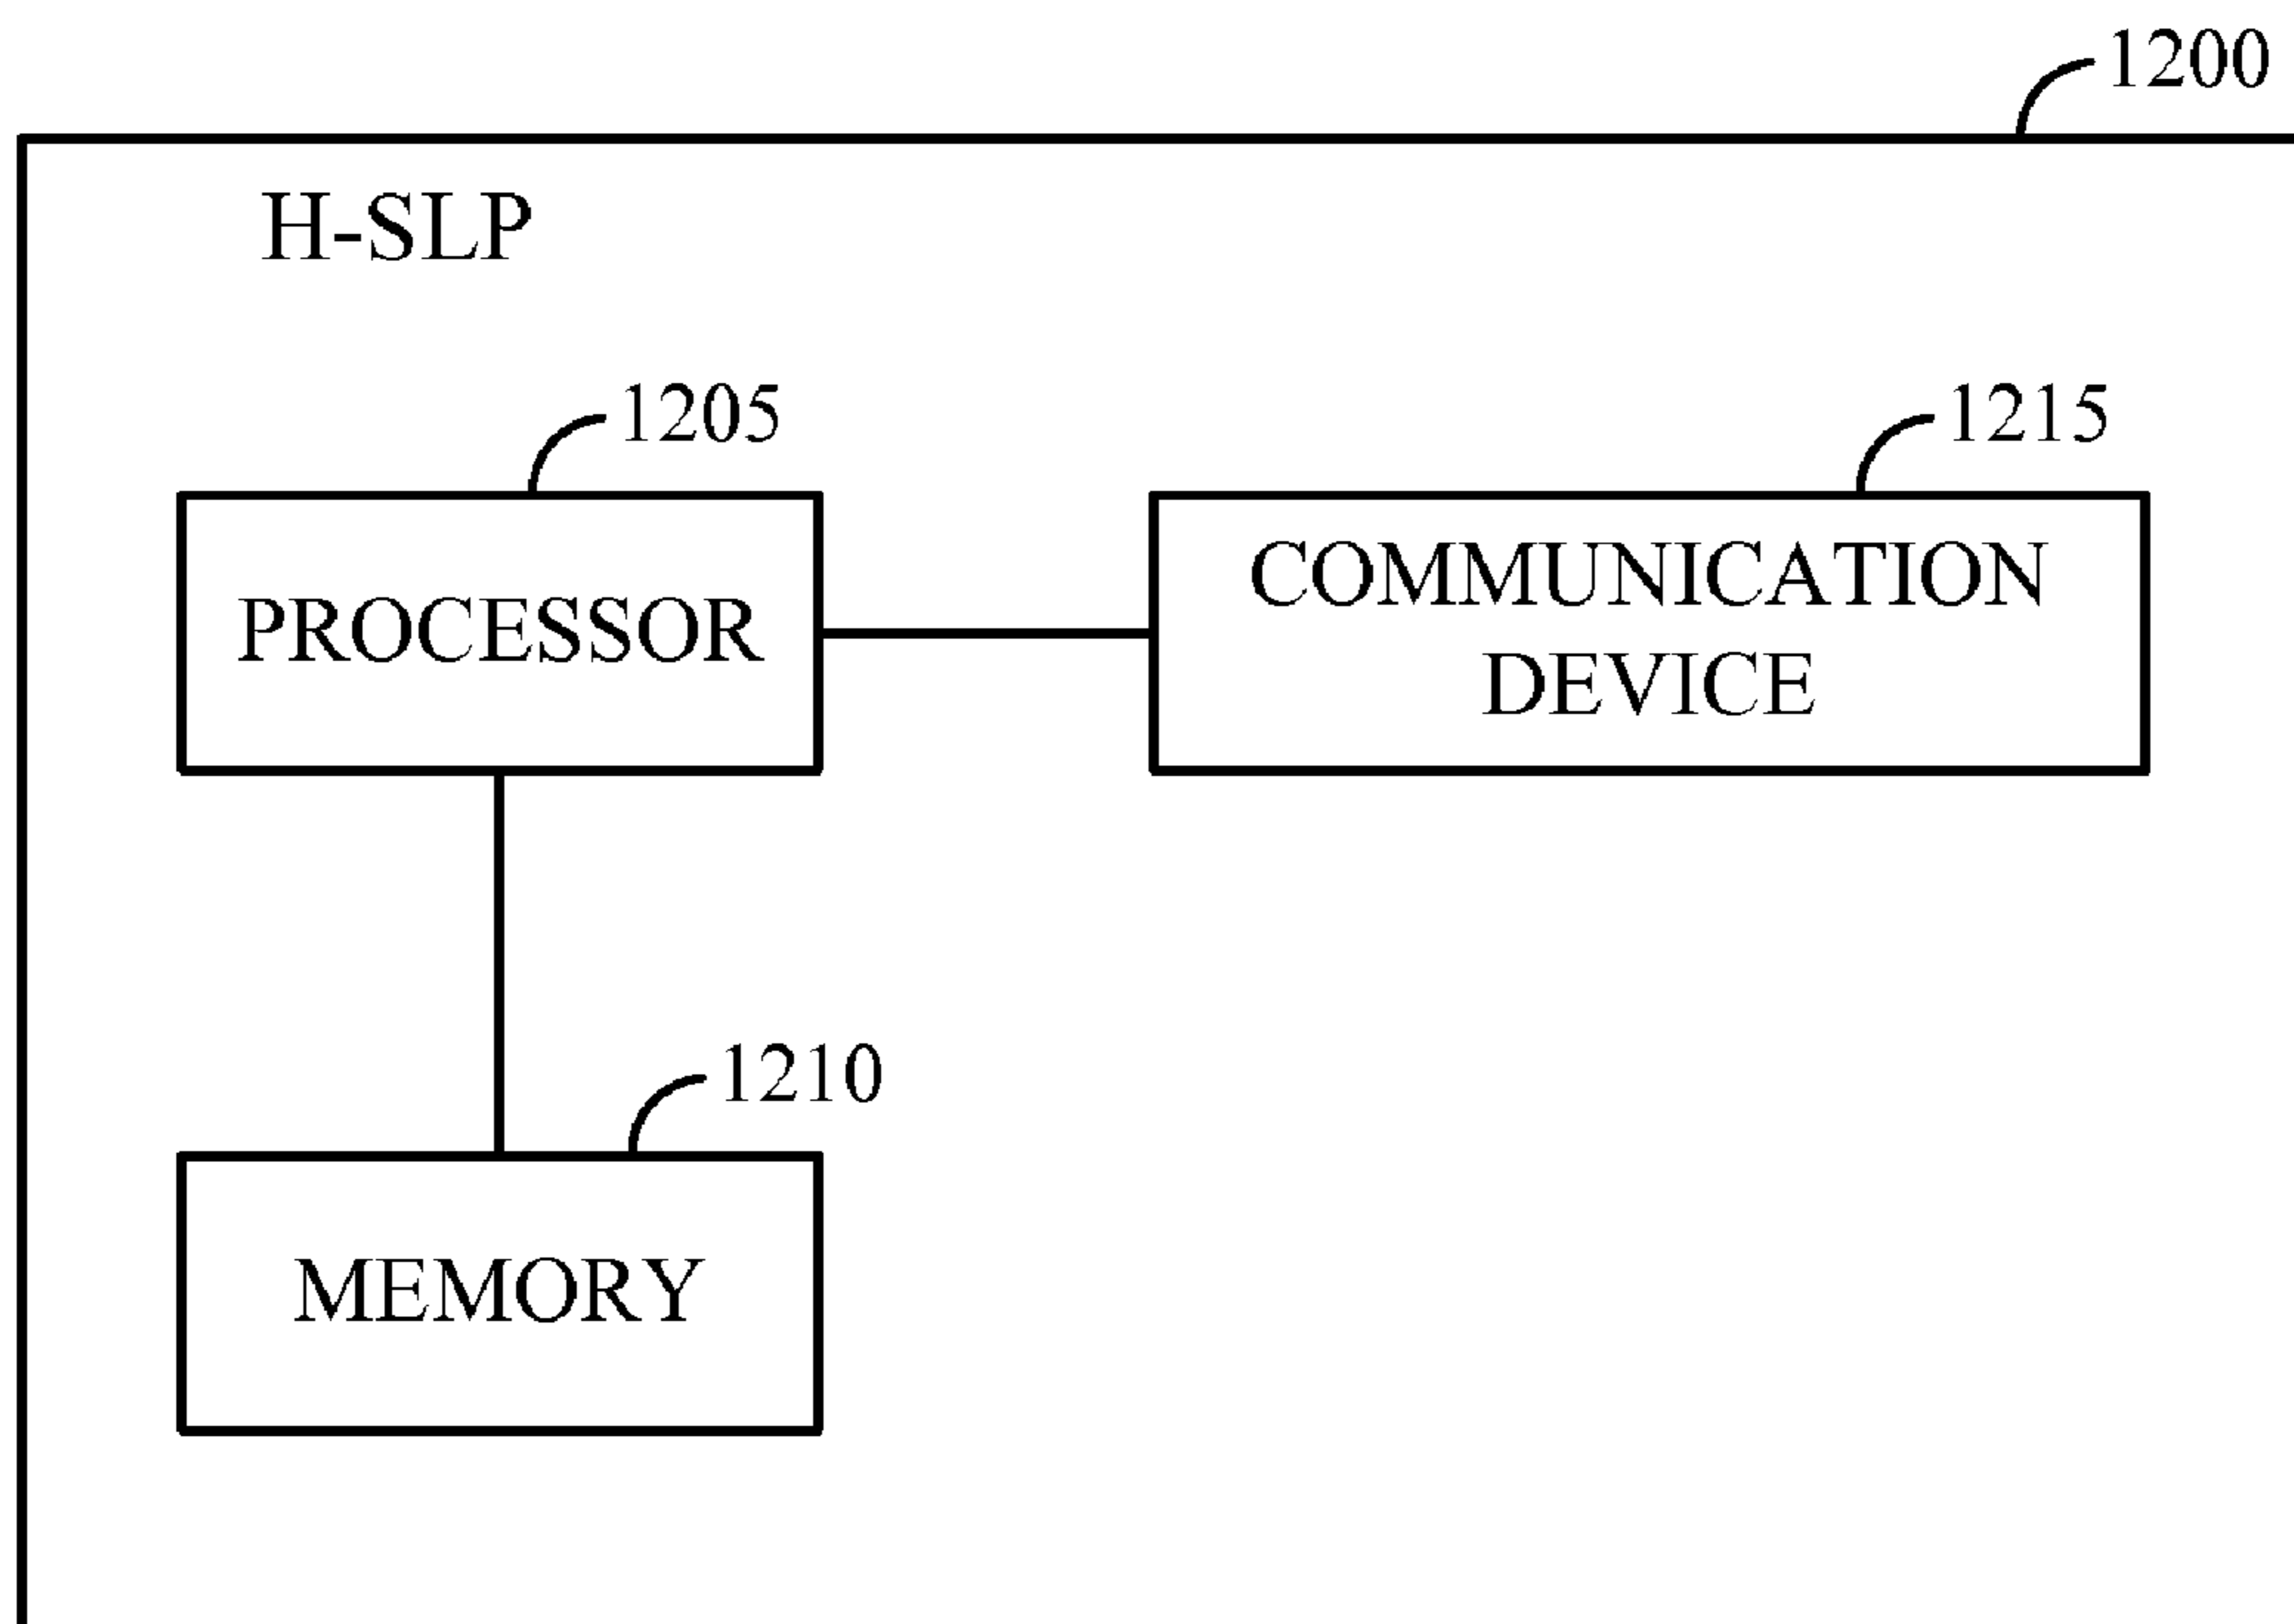 1200
H-SLP
1205
1215
PROCESSOR
COMMUNICATION
DEVICE
1210
MEMORY